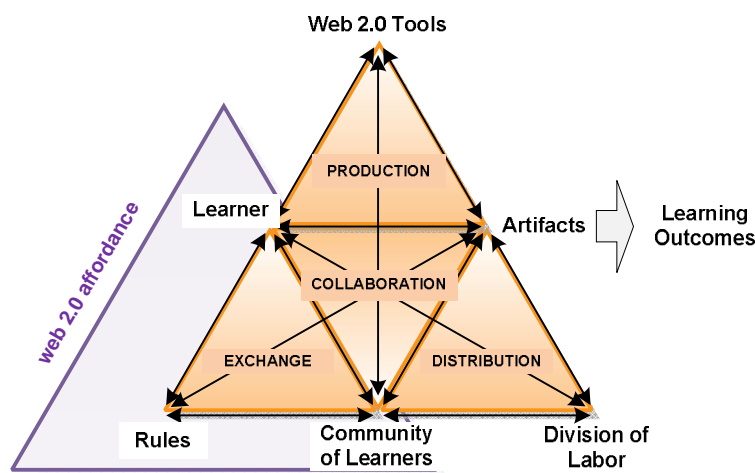 Web 2.0 Tools
PRODUCTION
Learner
Artifacts
Learning
Outcomes
web 2.0 affordance
COLLABORATION
EXCHANGE
DISTRIBUTION
Rules
Community
of Learners
Division of
Labor